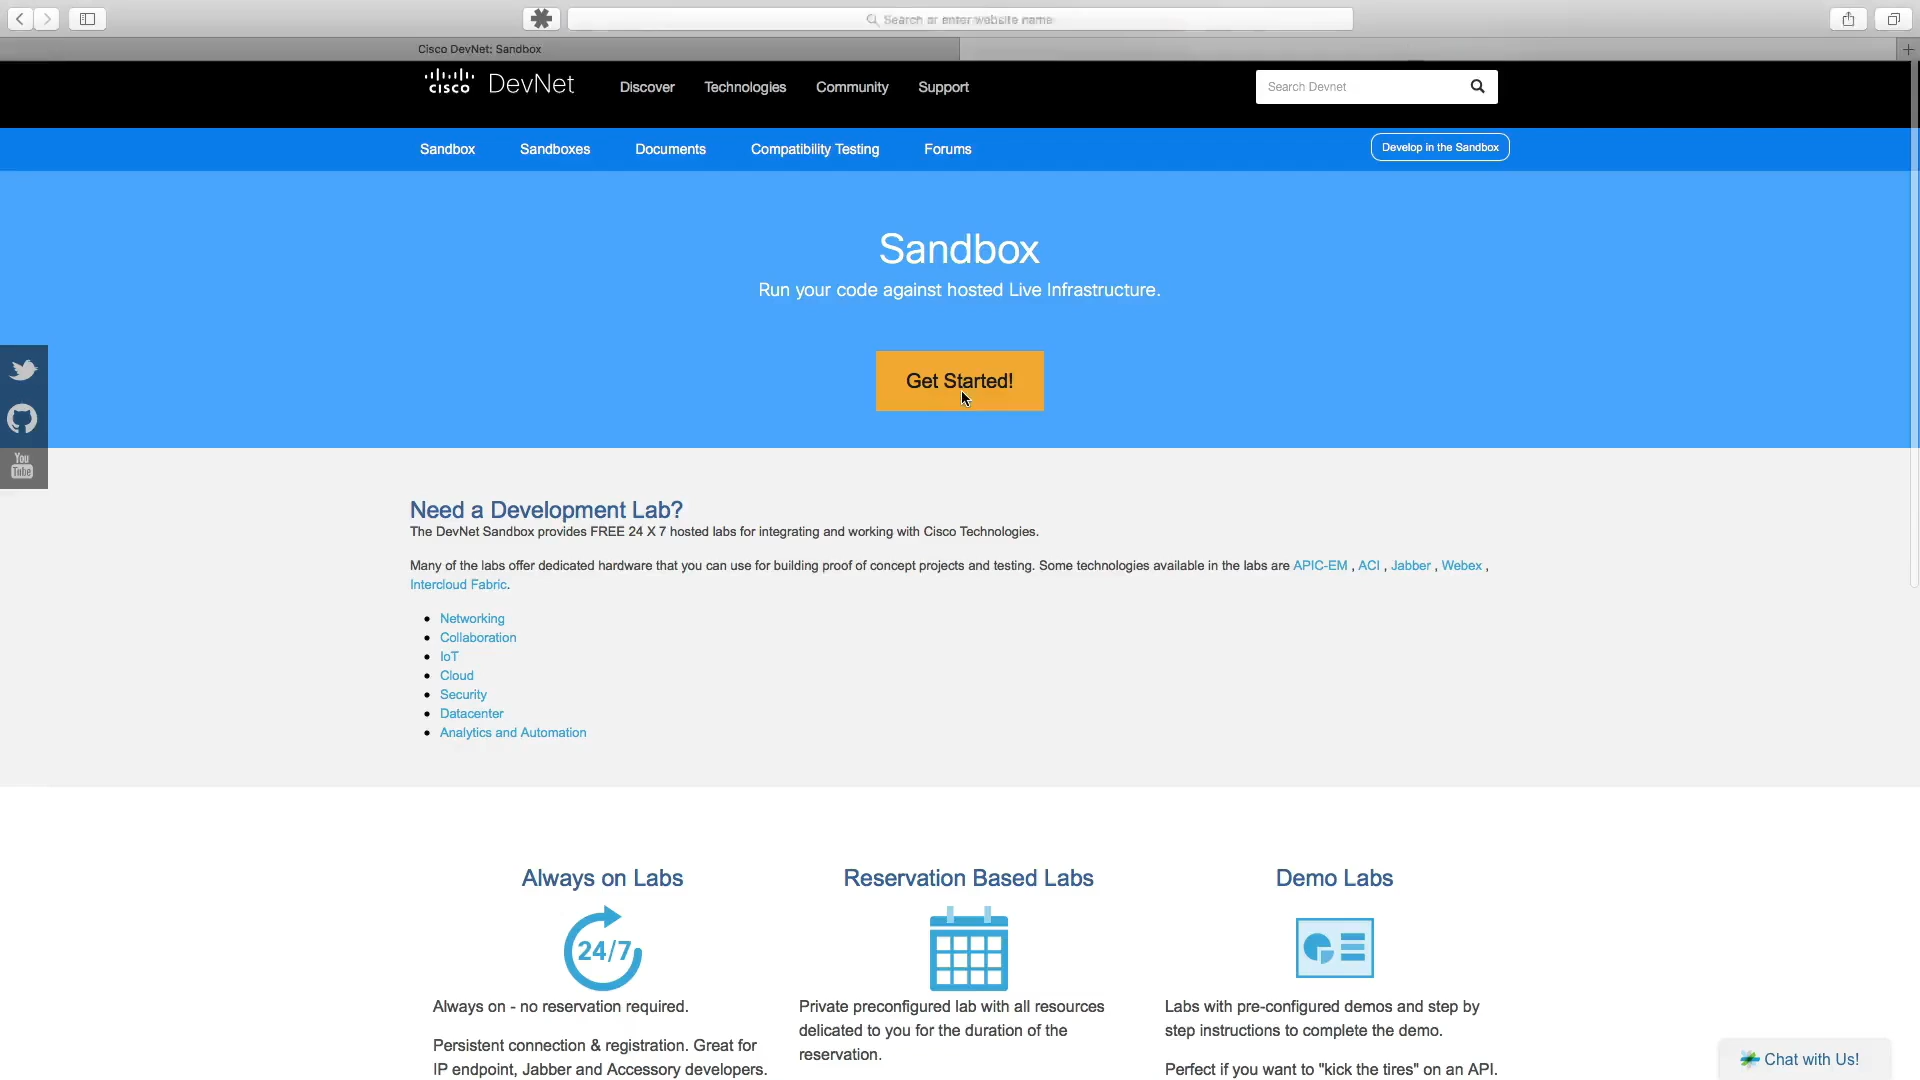 Search or enter website name
Cisco DevNet: Sandbox
cisco DevNet
Discover
Technologies
Community
Support
Search Devnet
Sandbox
Sandboxes
Documents
Compatibility Testing
Forums
Develop in the Sandbox
Sandbox
Run your code against hosted Live Infrastructure.
Get Started!
You
Tube
Need a Development Lab?
The DevNet Sandbox provides FREE 24 X 7 hosted labs for integrating and working with Cisco Technologies.
Many of the labs offer dedicated hardware that you can use for building proof of concept projects and testing. Some technologies available in the labs are APIC-EM , ACI , Jabber , Webex ,
Intercloud Fabric.
Networking
Collaboration
IoT
Cloud
Security
Datacenter
Analytics and Automation
Always on Labs
24/7
Always on - no reservation required.
Persistent connection & registration. Great for
IP endpoint, Jabber and Accessory developers.
Reservation Based Labs
Private preconfigured lab with all resources
delicated to you for the duration of the
reservation.
Demo Labs
Labs with pre-configured demos and step by
step instructions to complete the demo.
Perfect if you want to "kick the tires" on an API.
Chat with Us!